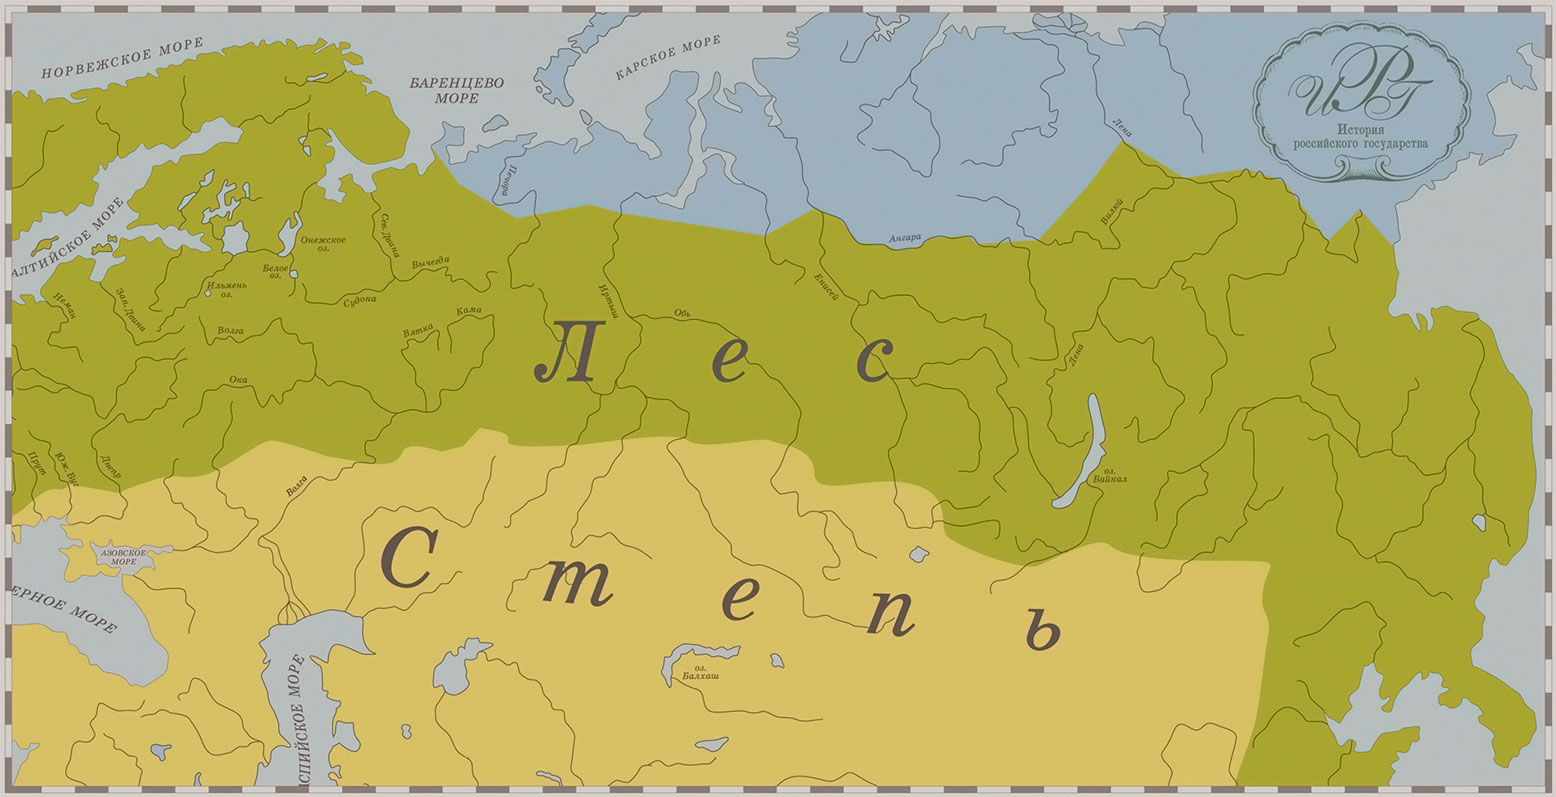 НОРВЕЖСКОЕ МОРЕ
БАРЕНЦЕВО
МОРЕ
КАРСКОЕ МОРЕ
ИРГ
История
российского государства
Лена
Печора
Вилюй
АЛТИЙСКОЕ МОРЕ
Сев. Двина
Онежское
оз.
Ангара
Вычегда
Белое
оз.
Ильмень
оз.
Судона
Енисей
Иртыш
Неман
Зап. Двина
Волга
Вятка
Кама
Обь
Лена
Лес
Ока
Прут
Юж. Буг
Днепр
Волга
оз.
Байкал
АЗОВСКОЕ
МОРЕ
Степь
ЕРНОЕ МОРЕ
оз.
Балхаш
СПИЙСКОЕ МОРЕ